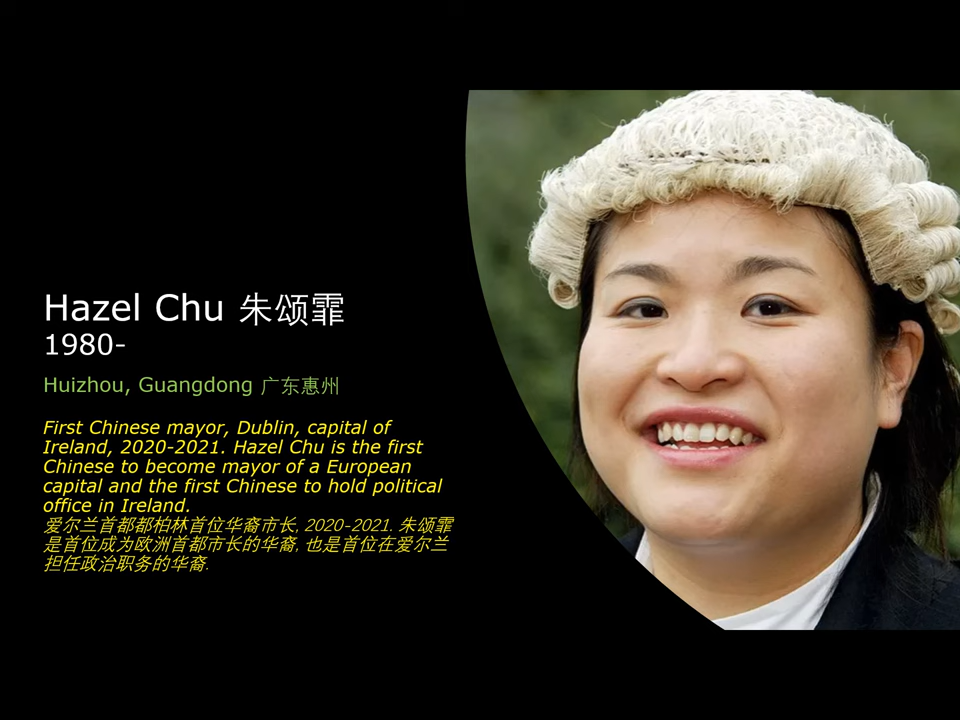 Hazel Chu 朱颂霏
1980-
Huizhou, Guangdong 广东惠州
First Chinese mayor, Dublin, capital of
Ireland, 2020-2021. Hazel Chu is the first
Chinese to become mayor of a European
capital and the first Chinese to hold political
office in Ireland.
爱尔兰首都都柏林首位华裔市长, 2020-2021. 朱颂霏
是首位成为欧洲首都市长的华裔, 也是首位在爱尔兰
担任政治职务的华裔.